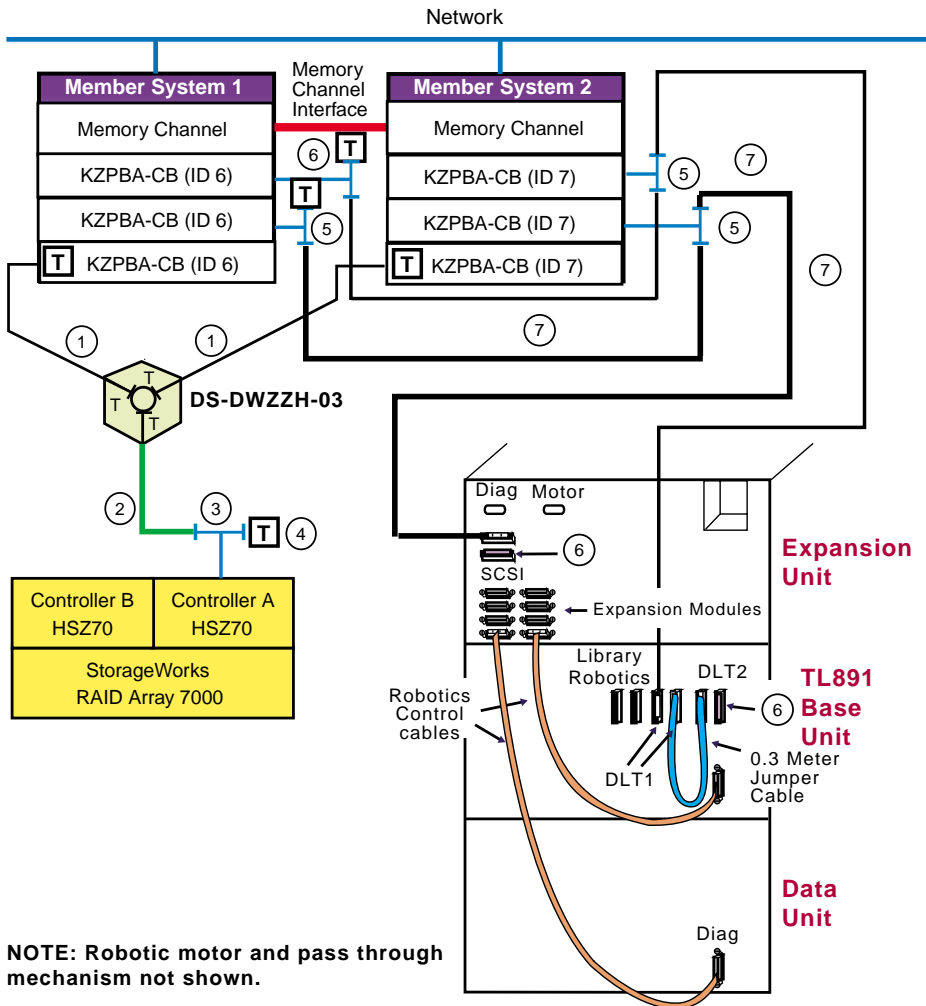 Network
Member System 1
Memory Channel
KZPBA-CB (ID 6)
KZPBA-CB (ID 6)
T
KZPBA-CB (ID 6)
Memory
Channel
Interface
6
T
T
5
Member System 2
Memory Channel
KZPBA-CB (ID 7)
KZPBA-CB (ID 7)
T
KZPBA-CB (ID 7)
5
7
5
7
7
1
1
T
T
T
DS-DWZZH-03
2
3
T
4
Controller B
HSZ70
Controller A
HSZ70
StorageWorks
RAID Array 7000
Diag
Motor
6
SCSI
Expansion Modules
Expansion
Unit
Library
Robotics
DLT2
6
TL891
Base
Unit
Robotics
Control
cables
DLT1
0.3 Meter
Jumper
Cable
Data
Unit
Diag
NOTE: Robotic motor and pass through
mechanism not shown.